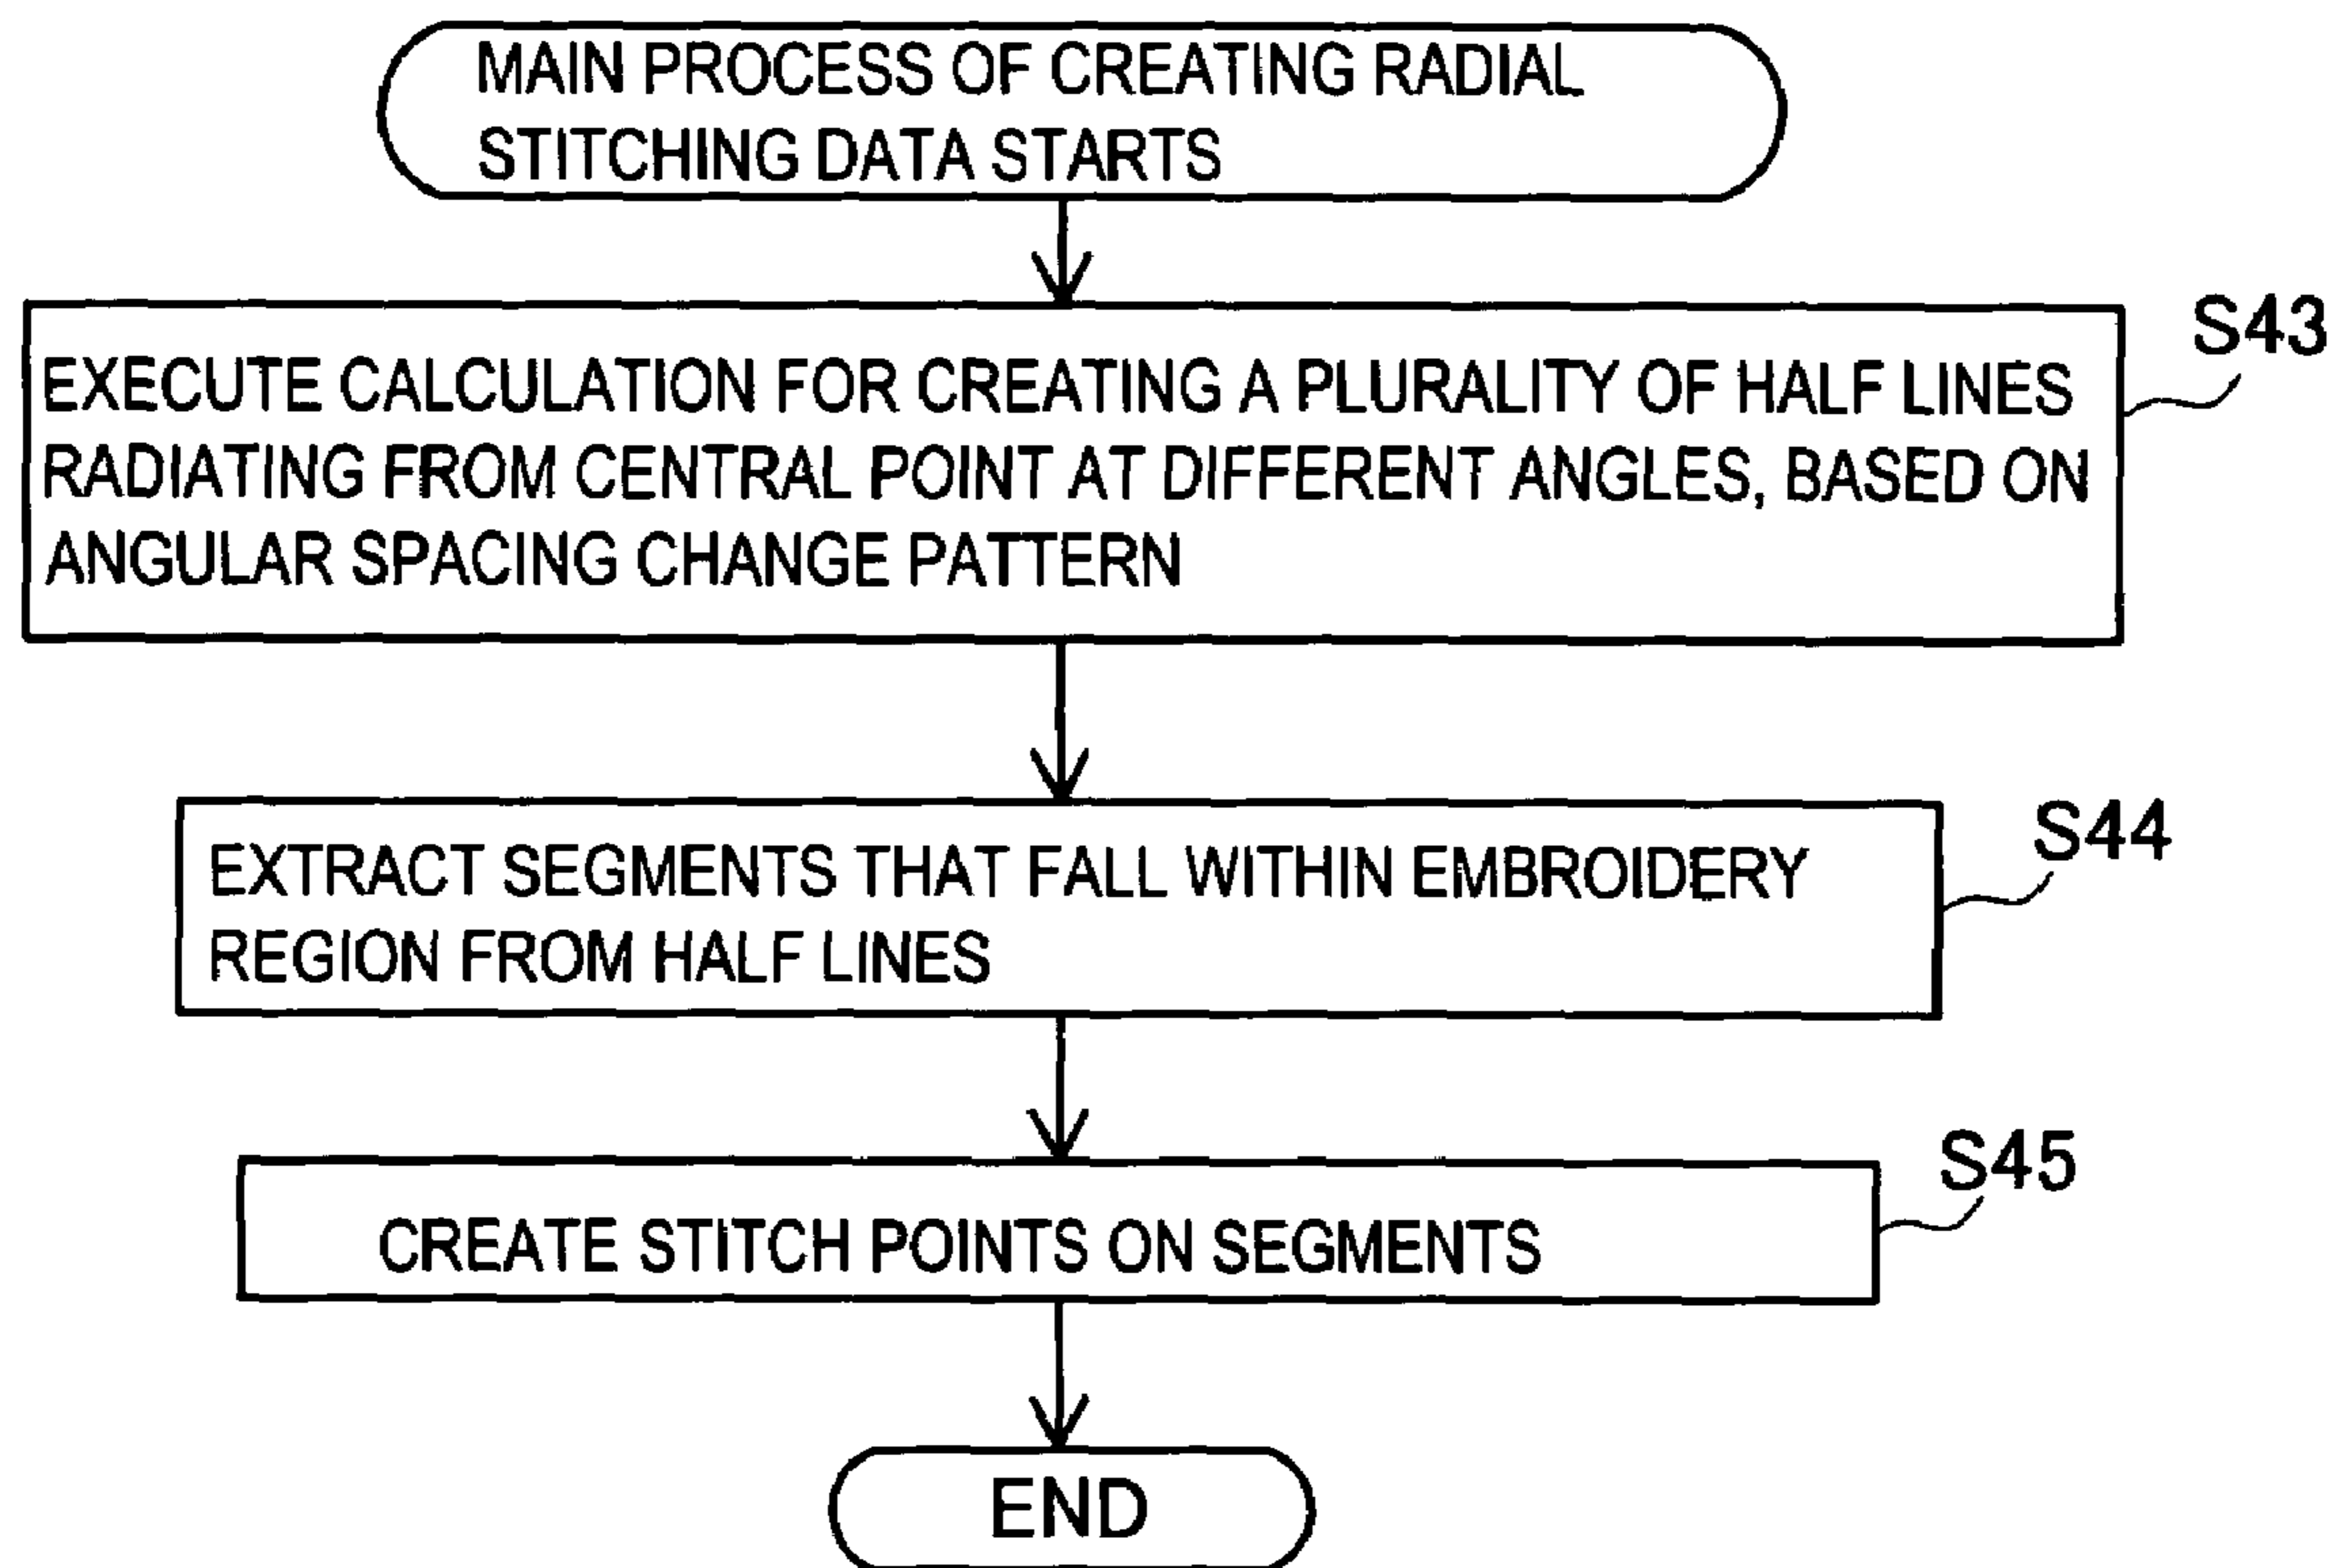 MAIN PROCESS OF CREATING RADIAL
STITCHING DATA STARTS
S43
EXECUTE CALCULATION FOR CREATING A PLURALITY OF HALF LINES
RADIATING FROM CENTRAL POINT AT DIFFERENT ANGLES, BASED ON
ANGULAR SPACING CHANGE PATTERN
S44
EXTRACT SEGMENTS THAT FALL WITHIN EMBROIDERY
REGION FROM HALF LINES
S45
CREATE STITCH POINTS ON SEGMENTS
END